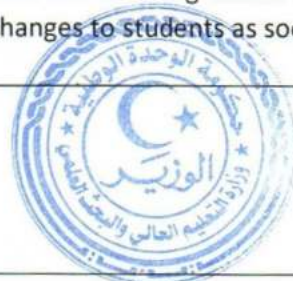 hanges to students as soo
حكومة الوحدة الوطنية
الوزير
وزارة التعليم العالي والبحث العلمي